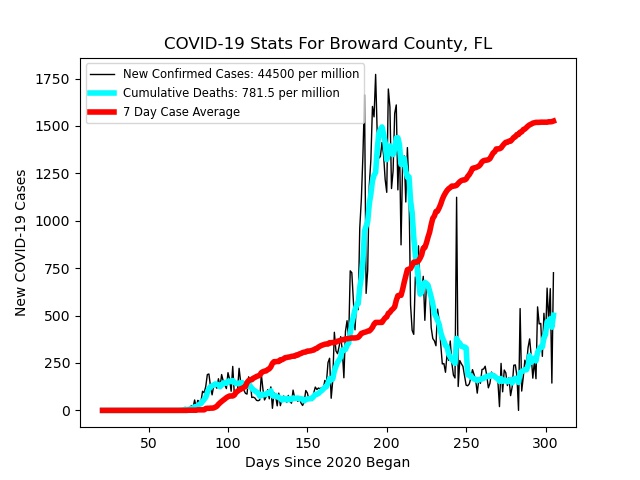 COVID-19 Stats For Broward County, FL
New Confirmed Cases: 44500 per million
Cumulative Deaths: 781.5 per million
7 Day Case Average
New COVID-19 Cases
1750
1500
1250
1000
750
500
250
0
50
100
150
200
250
300
Days Since 2020 Began